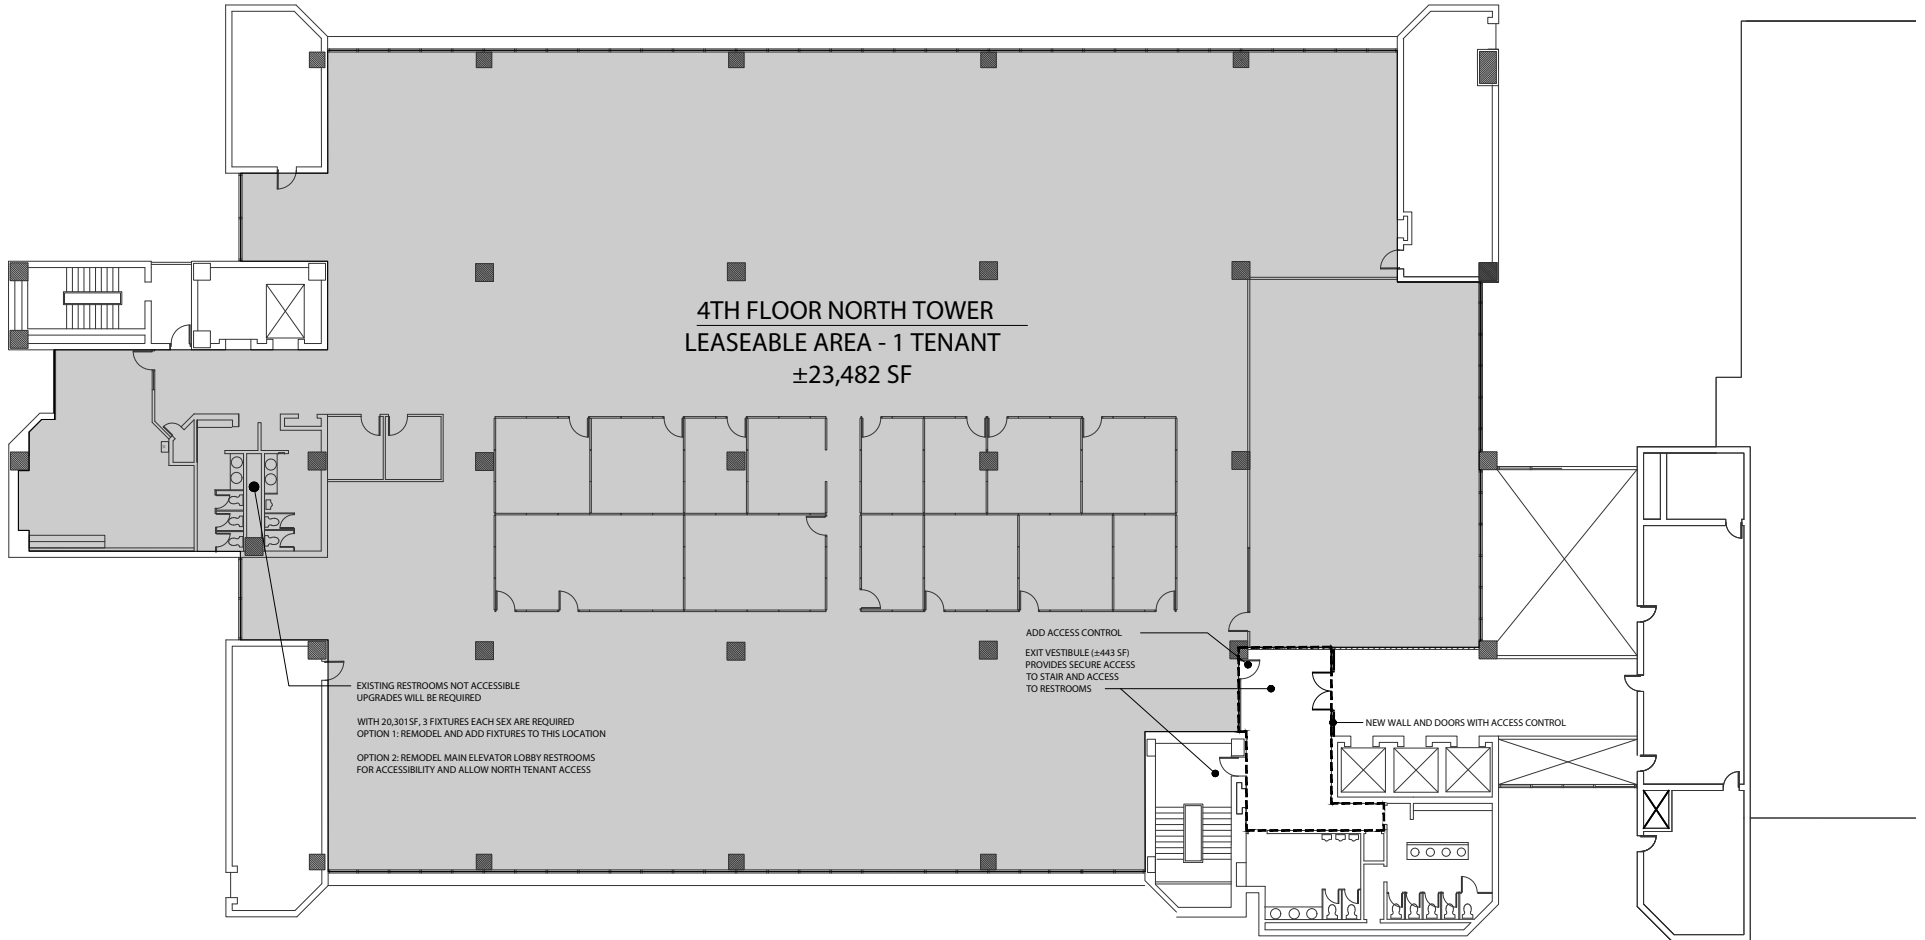 4TH FLOOR NORTH TOWER
LEASEABLE AREA - 1 TENANT
±23,482 SF
ADD ACCESS CONTROL
EXIT VESTIBULE (±443 SF)
PROVIDES SECURE ACCESS
TO STAIR AND ACCESS
TO RESTROOMS
EXISTING RESTROOMS NOT ACCESSIBLE
UPGRADES WILL BE REQUIRED
WITH 20,301SF, 3 FIXTURES EACH SEX ARE REQUIRED
OPTION 1: REMODEL AND ADD FIXTURES TO THIS LOCATION
OPTION 2: REMODEL MAIN ELEVATOR LOBBY RESTROOMS
FOR ACCESSIBILITY AND ALLOW NORTH TENANT ACCESS
NEW WALL AND DOORS WITH ACCESS CONTROL